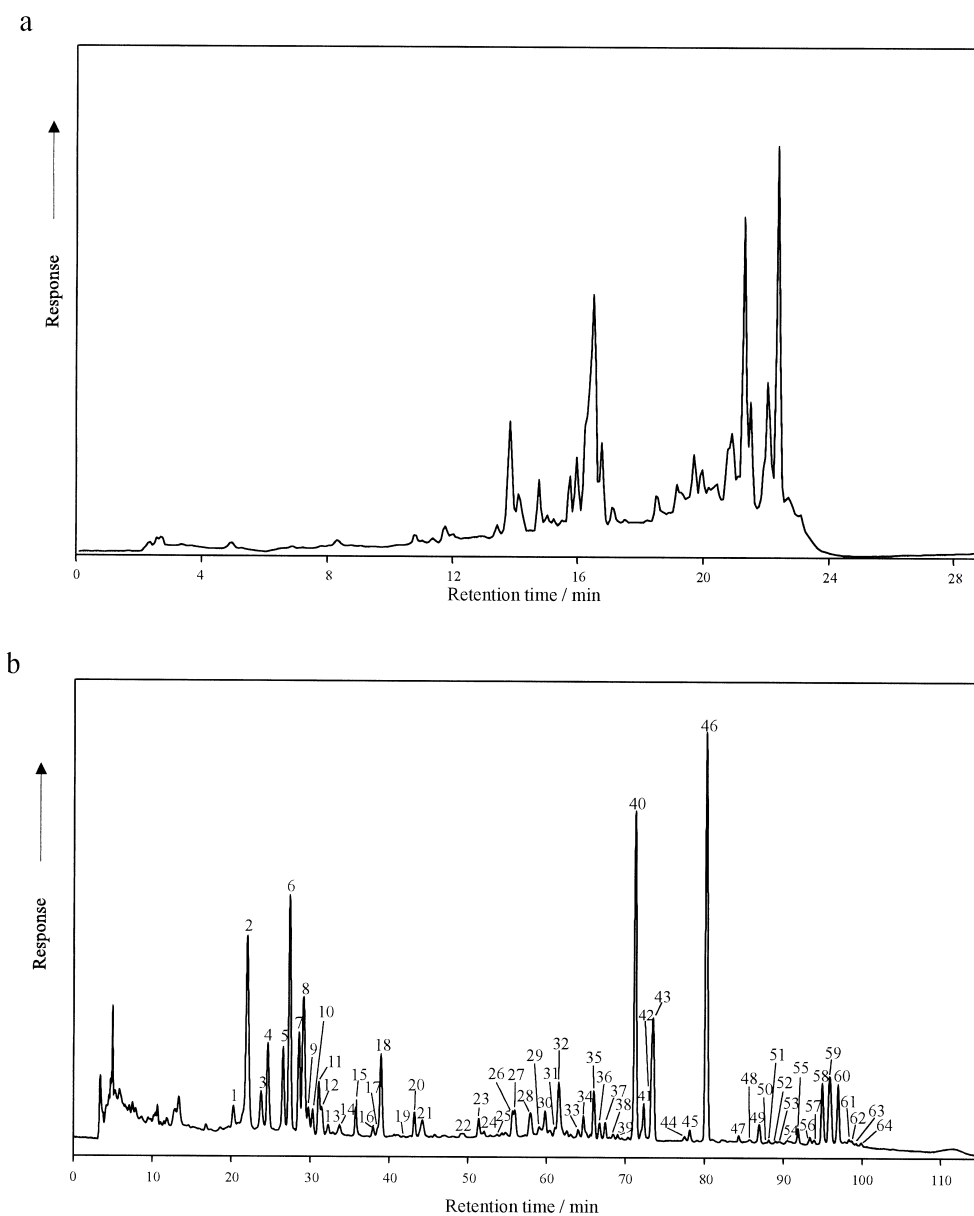 a
Response
0 4 8 12 16 20 24 28
Retention time / min
b
46
40
6
2
8
43
7 10 42
4 5 9 11 18 35 32 29 31 36 51 55 59
15 12 17 26 27 34 37 48 50 52 58 60
3 1 13 14 16 20 23 28 30 33 38 41 49 53 57 61 63
19 21 22 24 25 39 44 45 47 54 56 62 64
Response
0 10 20 30 40 50 60 70 80 90 100 110
Retention time / min